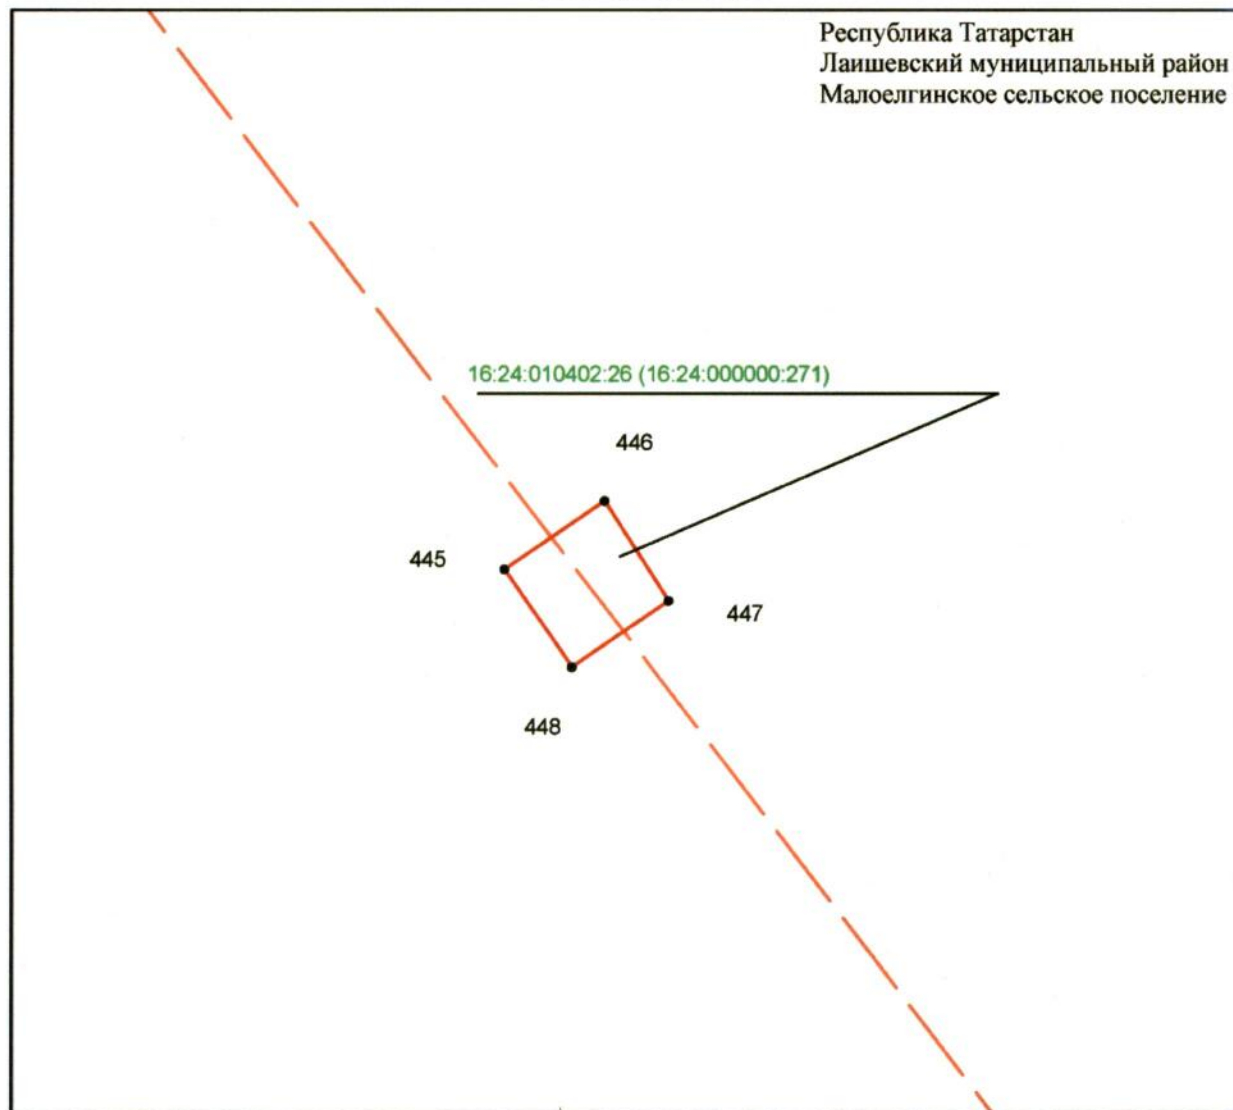 Республика Татарстан
Лаишевский муниципальный район
Малоелгинское сельское поселение
16:24:010402:26 (16:24:000000:271)
446
445
447
448